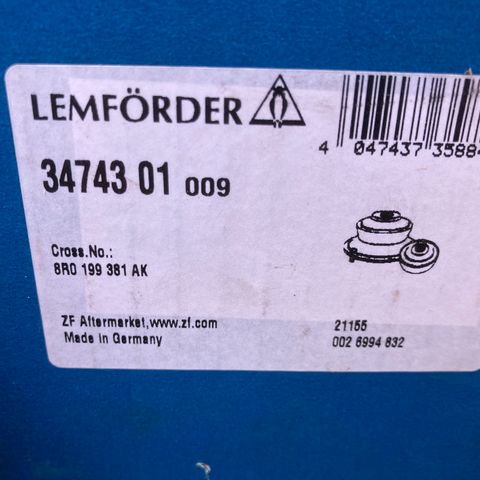 LEMFÖRDER
4 047437 35884
34743 01 009
Cross.No.:
8R0 199 381 AK
ZF Aftermarket,www.zf.com
Made in Germany
21155
002 6994 832